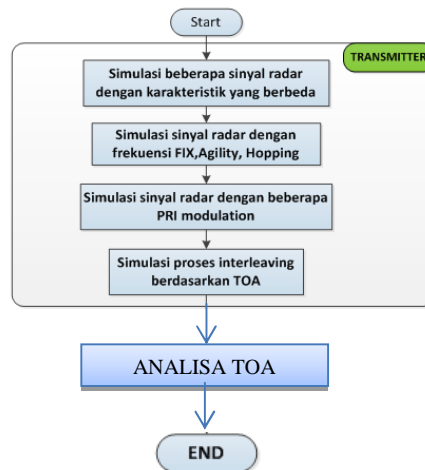 Start
TRANSMITTER
Simulasi beberapa sinyal radar
dengan karakteristik yang berbeda
Simulasi sinyal radar dengan
frekuensi FIX,Agility, Hopping
Simulasi sinyal radar dengan beberapa
PRI modulation
Simulasi proses interleaving
berdasarkan TOA
ANALISA TOA
END